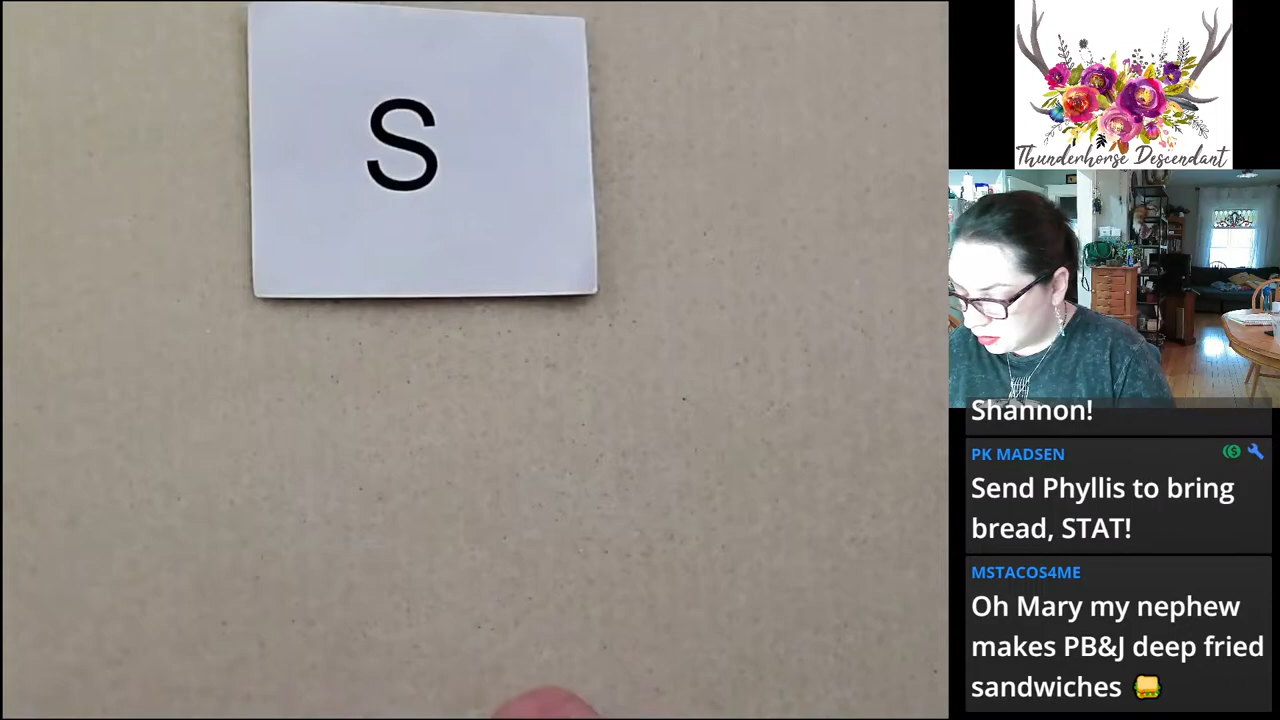 S
Thunderhorse Descendant
Shannon!
PK MADSEN
Send Phyllis to bring
bread, STAT!
MSTACOS4ME
Oh Mary my nephew
makes PB&J deep fried
sandwiches 🥪